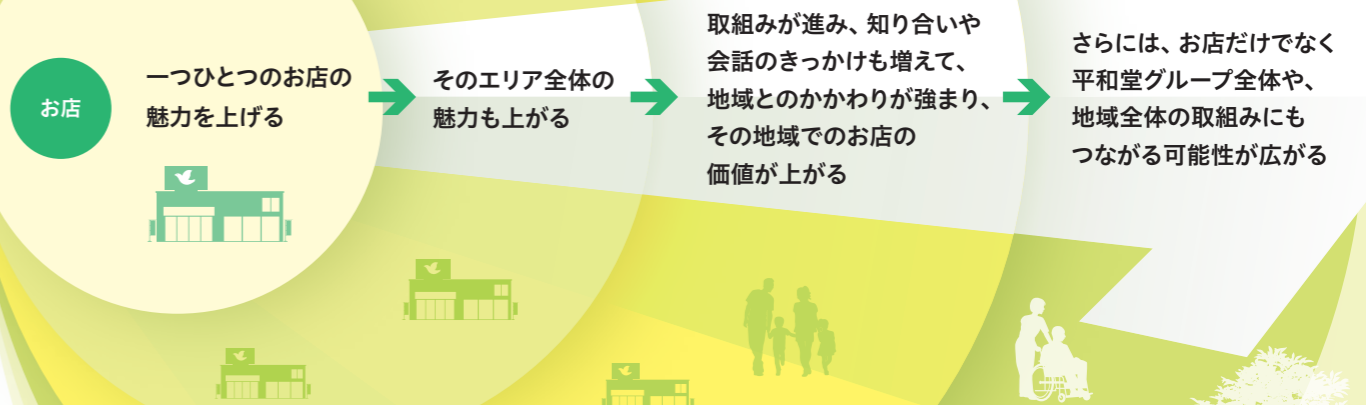 お店
一つひとつのお店の
魅力を上げる
そのエリア全体の
魅力も上がる
取組みが進み、知り合いや
会話のきっかけも増えて、
地域とのかかわりが強まり、
その地域でのお店の
価値が上がる
さらには、お店だけでなく
平和堂グループ全体や、
地域全体の取組みにも
つながる可能性が広がる